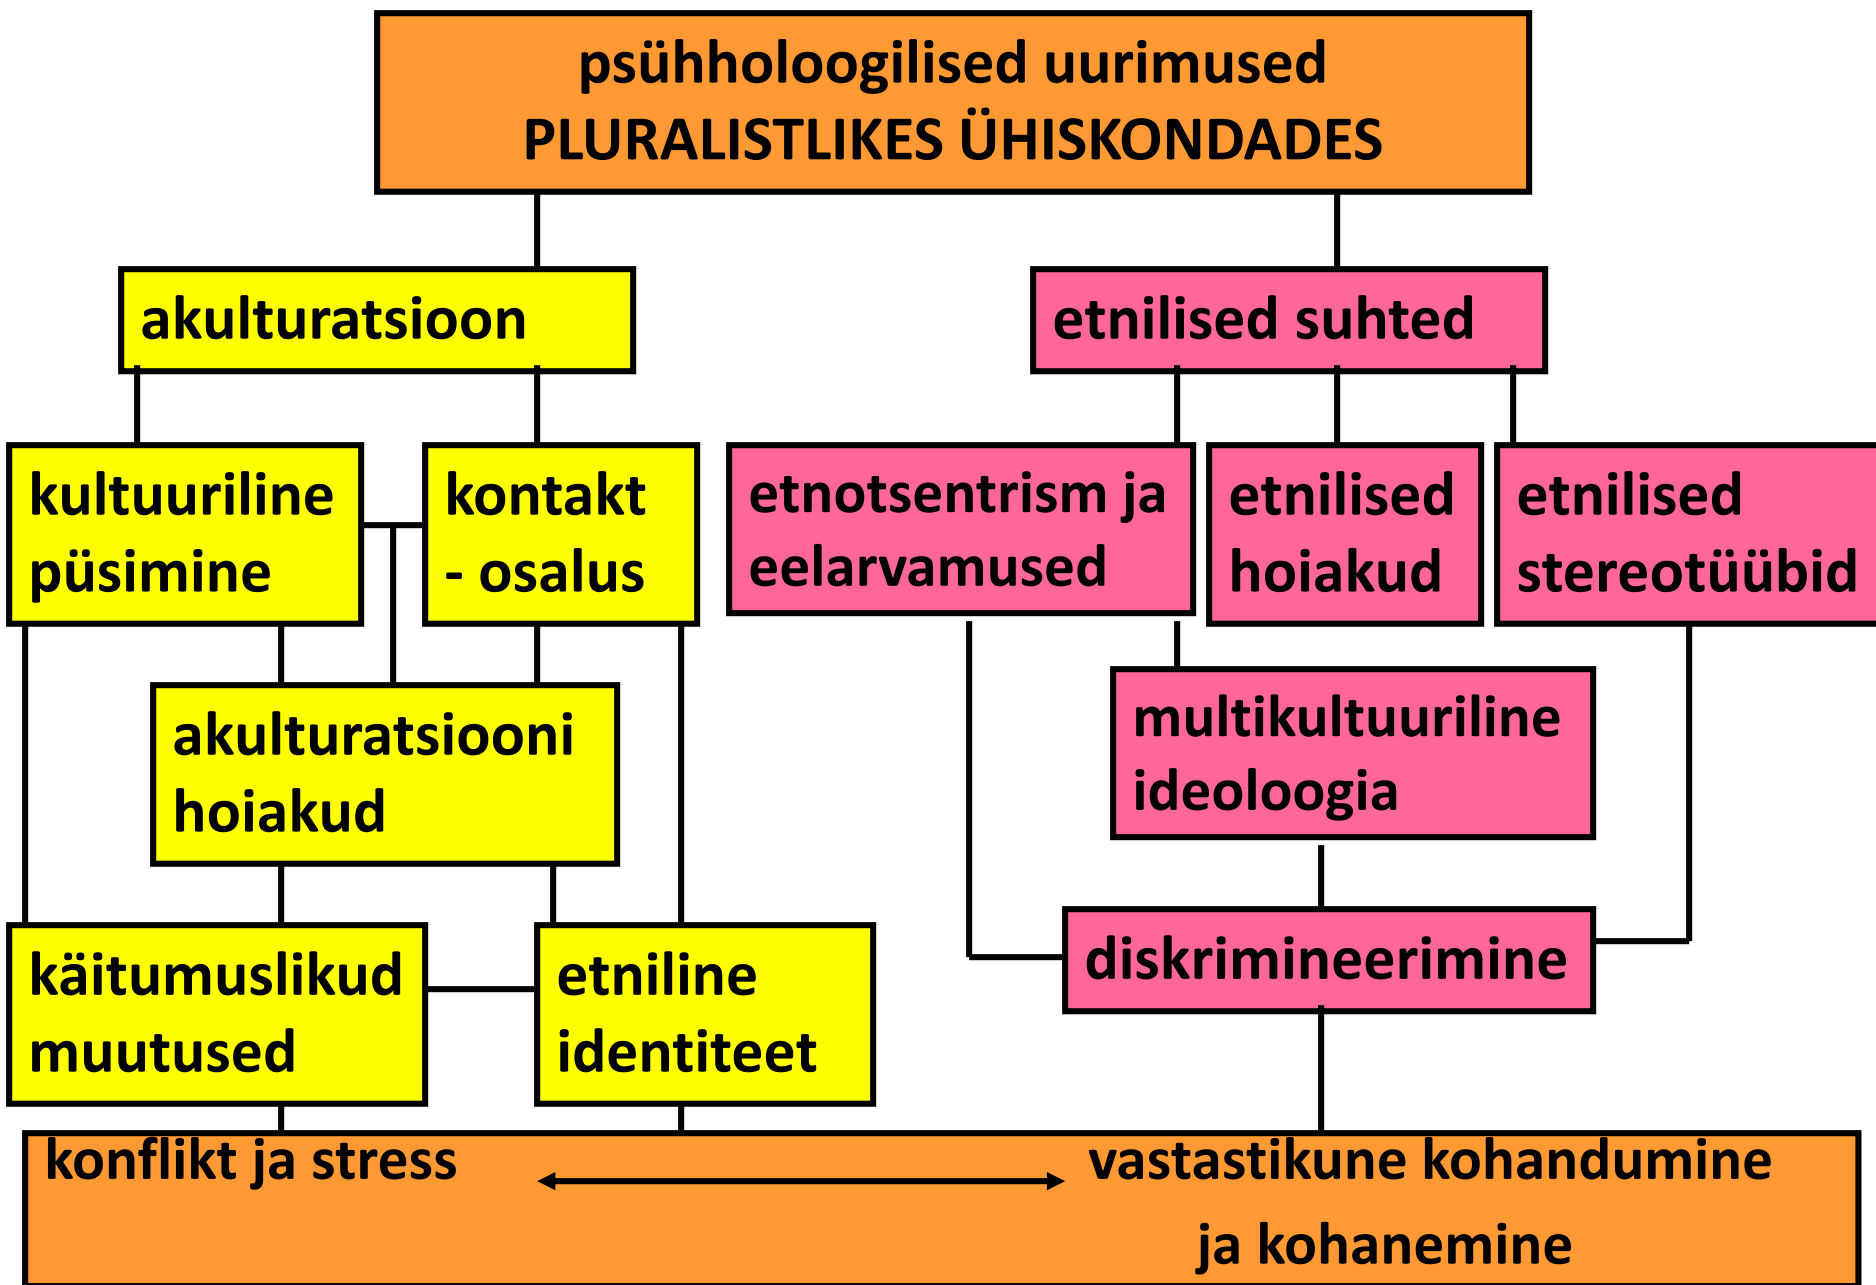 psühholoogilised uurimused
PLURALISTLIKES ÜHISKONDADES
akulturatsioon
etnilised suhted
kultuuriline
püsimine
kontakt
- osalus
etnotsentrism ja
eelarvamused
etnilised
hoiakud
etnilised
stereotüübid
akulturatsiooni
hoiakud
multikultuuriline
ideoloogia
käitumuslikud
muutused
etniline
identiteet
diskrimineerimine
konflikt ja stress
vastastikune kohandumine
ja kohanemine